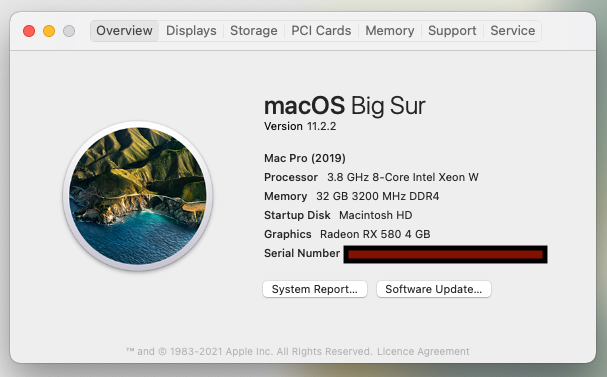 Overview Displays Storage PCI Cards Memory Support Service
macOS Big Sur
Version 11.2.2
Mac Pro (2019)
Processor 3.8 GHz 8-Core Intel Xeon W
Memory 32 GB 3200 MHz DDR4
Startup Disk Macintosh HD
Graphics Radeon RX 580 4 GB
Serial Number
System Report... Software Update...
™ and © 1983-2021 Apple Inc. All Rights Reserved. Licence Agreement